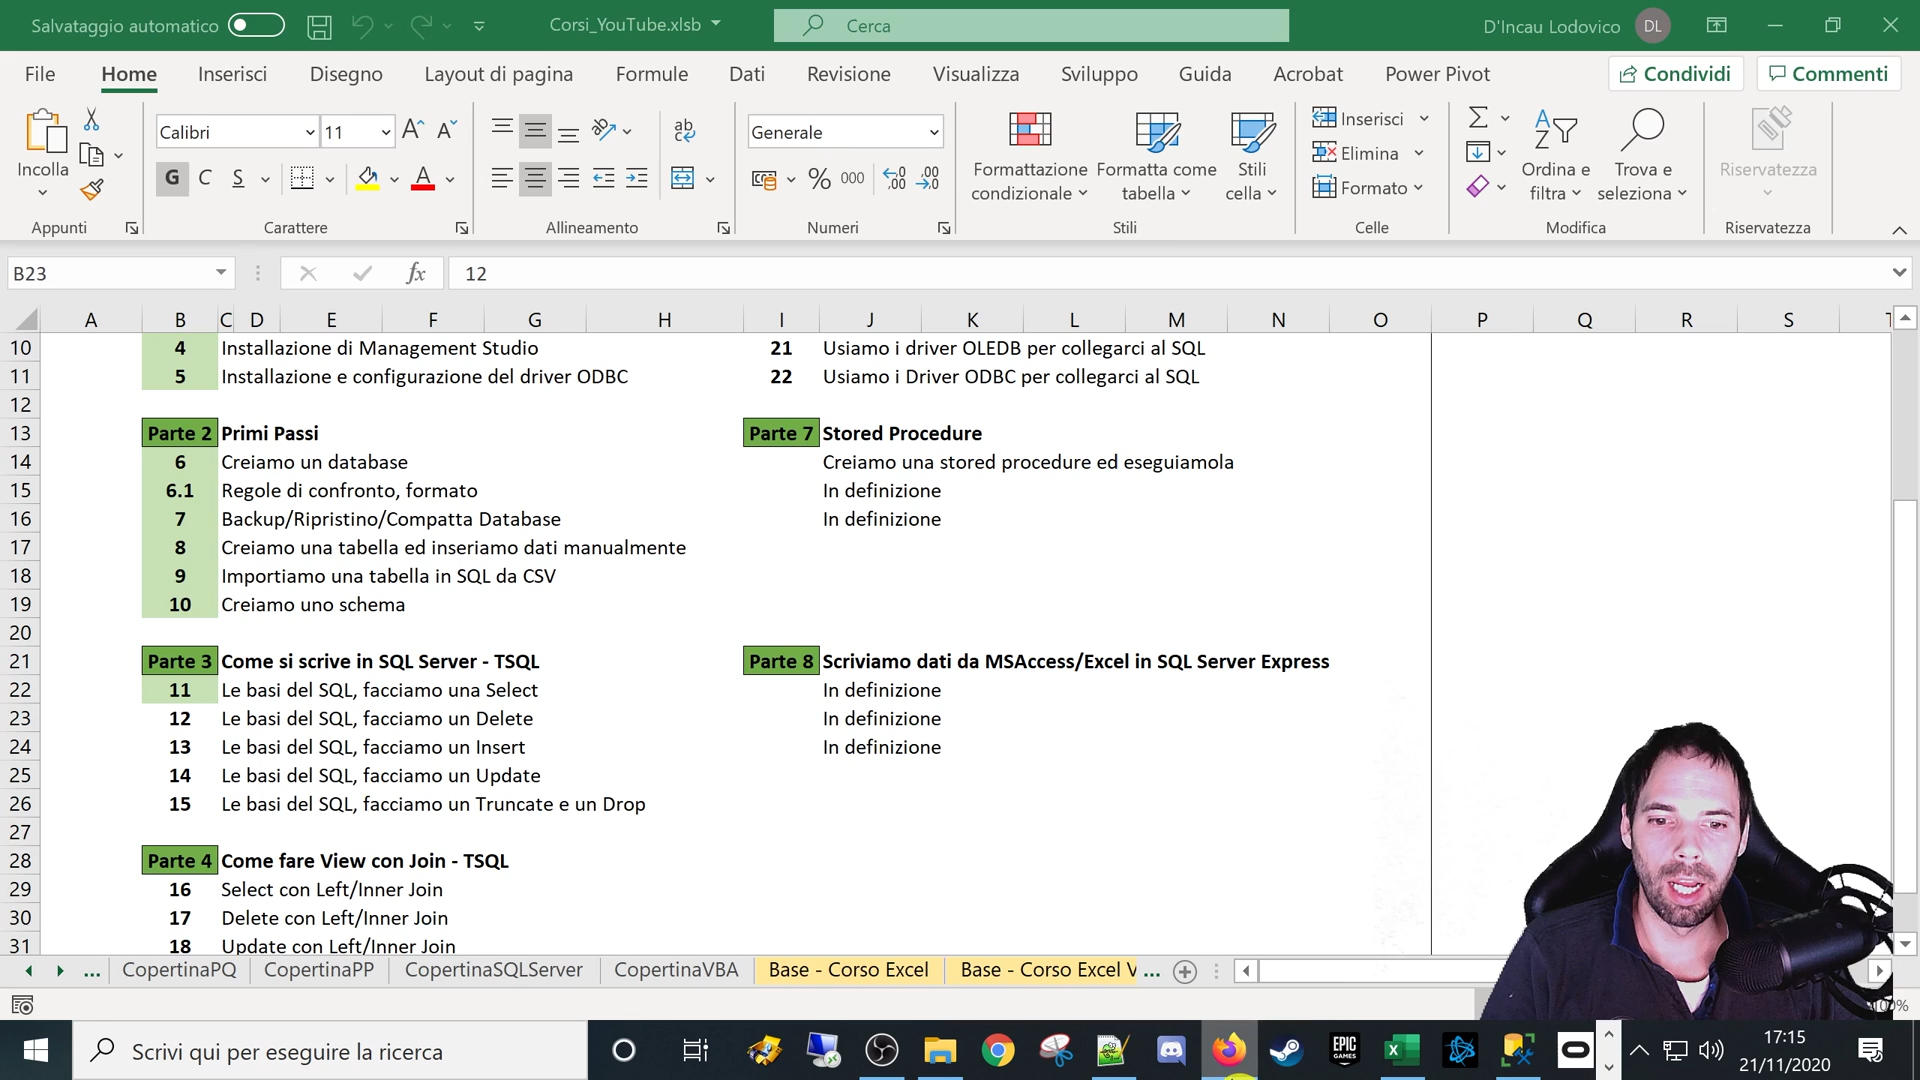 Salvataggio automatico
Corsi_YouTube.xlsb
Cerca
D'Incau Lodovico
DL
File Home Inserisci Disegno Layout di pagina Formule Dati Revisione Visualizza Sviluppo Guida Acrobat Power Pivot
Condividi
Commenti
Incolla
Appunti
Calibri
11
G C S
Carattere
ab
Allineamento
Generale
% 000
Numeri
Formattazione condizionale
Formatta come tabella
Stili cella
Stili
Inserisci
Elimina
Formato
Celle
Ordina e filtra
Trova e seleziona
Modifica
Riservatezza
Riservatezza
B23
fx
12
A B C D E F G H I J K L M N O P Q R S T
10 4 Installazione di Management Studio 21 Usiamo i driver OLEDB per collegarci al SQL
11 5 Installazione e configurazione del driver ODBC 22 Usiamo i Driver ODBC per collegarci al SQL
12
13 Parte 2 Primi Passi Parte 7 Stored Procedure
14 6 Creiamo un database Creiamo una stored procedure ed eseguiamola
15 6.1 Regole di confronto, formato In definizione
16 7 Backup/Ripristino/Compatta Database In definizione
17 8 Creiamo una tabella ed inseriamo dati manualmente
18 9 Importiamo una tabella in SQL da CSV
19 10 Creiamo uno schema
20
21 Parte 3 Come si scrive in SQL Server - TSQL Parte 8 Scriviamo dati da MSAccess/Excel in SQL Server Express
22 11 Le basi del SQL, facciamo una Select In definizione
23 12 Le basi del SQL, facciamo un Delete In definizione
24 13 Le basi del SQL, facciamo un Insert In definizione
25 14 Le basi del SQL, facciamo un Update
26 15 Le basi del SQL, facciamo un Truncate e un Drop
27
28 Parte 4 Come fare View con Join - TSQL
29 16 Select con Left/Inner Join
30 17 Delete con Left/Inner Join
31 18 Update con Left/Inner Join
... CopertinaPQ CopertinaPP CopertinaSQLServer CopertinaVBA Base - Corso Excel Base - Corso Excel V ...
Scrivi qui per eseguire la ricerca
EPIC GAMES
17:15
21/11/2020